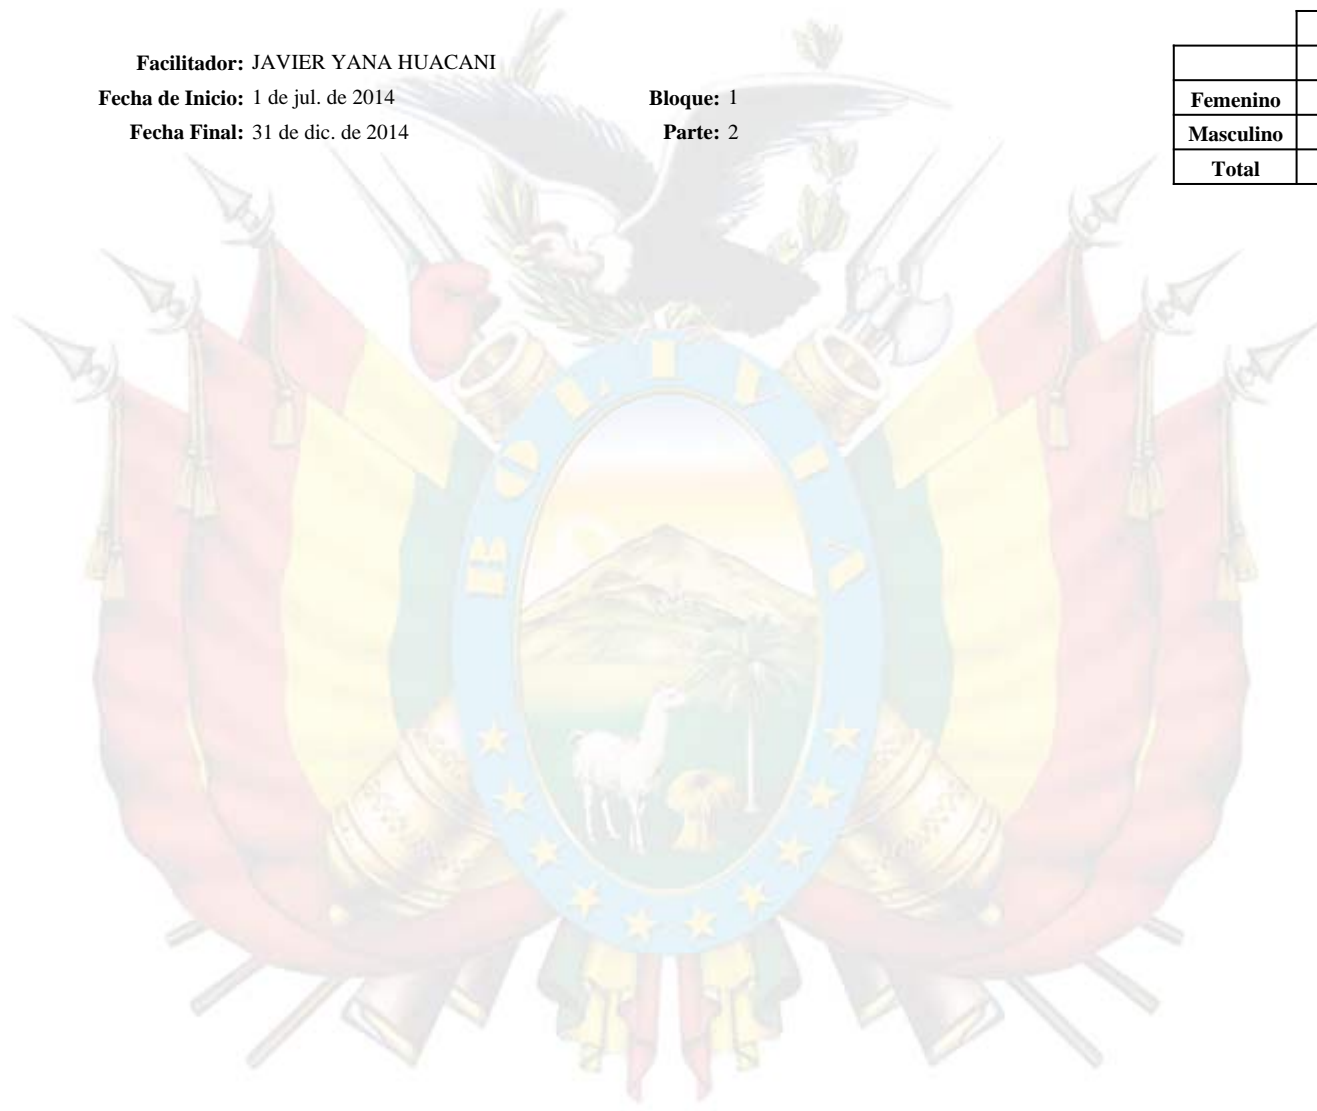 Facilitador: JAVIER YANA HUACANI
Fecha de Inicio: 1 de jul. de 2014 Bloque: 1
Fecha Final: 31 de dic. de 2014 Parte: 2
Femenino
Masculino
Total
BOLIVIA